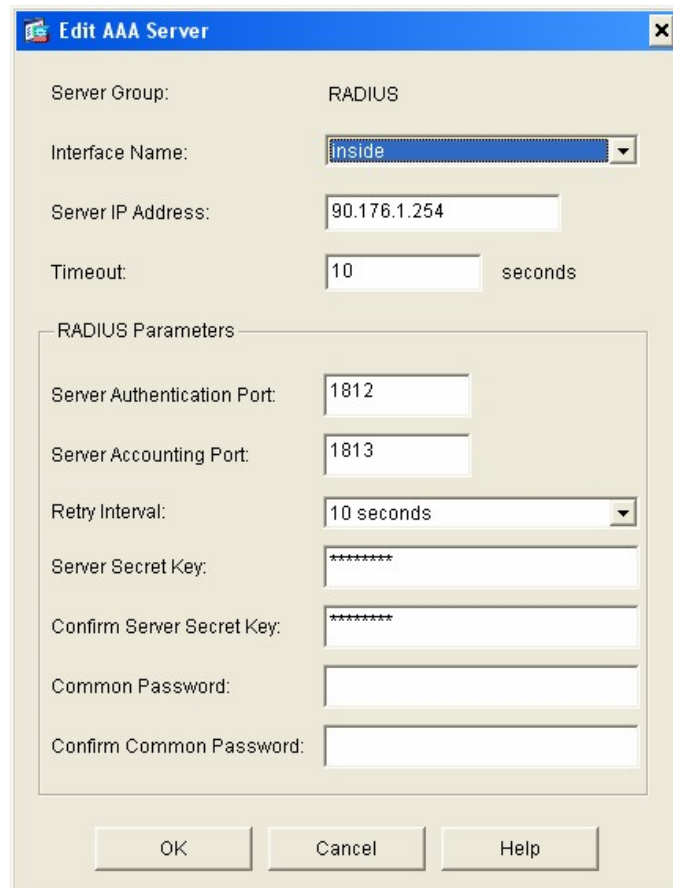 Edit AAA Server
Server Group: RADIUS
Interface Name: inside
Server IP Address: 90.176.1.254
Timeout: 10 seconds
RADIUS Parameters
Server Authentication Port: 1812
Server Accounting Port: 1813
Retry Interval: 10 seconds
Server Secret Key: ********
Confirm Server Secret Key: ********
Common Password:
Confirm Common Password:
OK Cancel Help